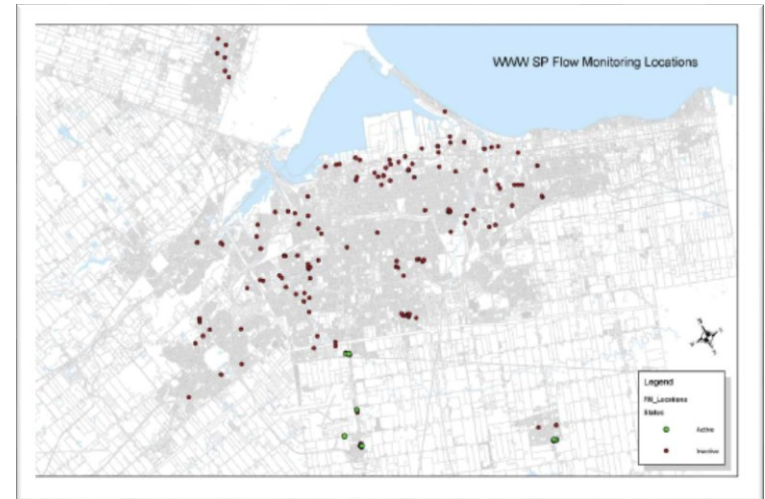 WWW SP Flow Monitoring Locations
Legend
FM_Locations
Status
Active
Inactive